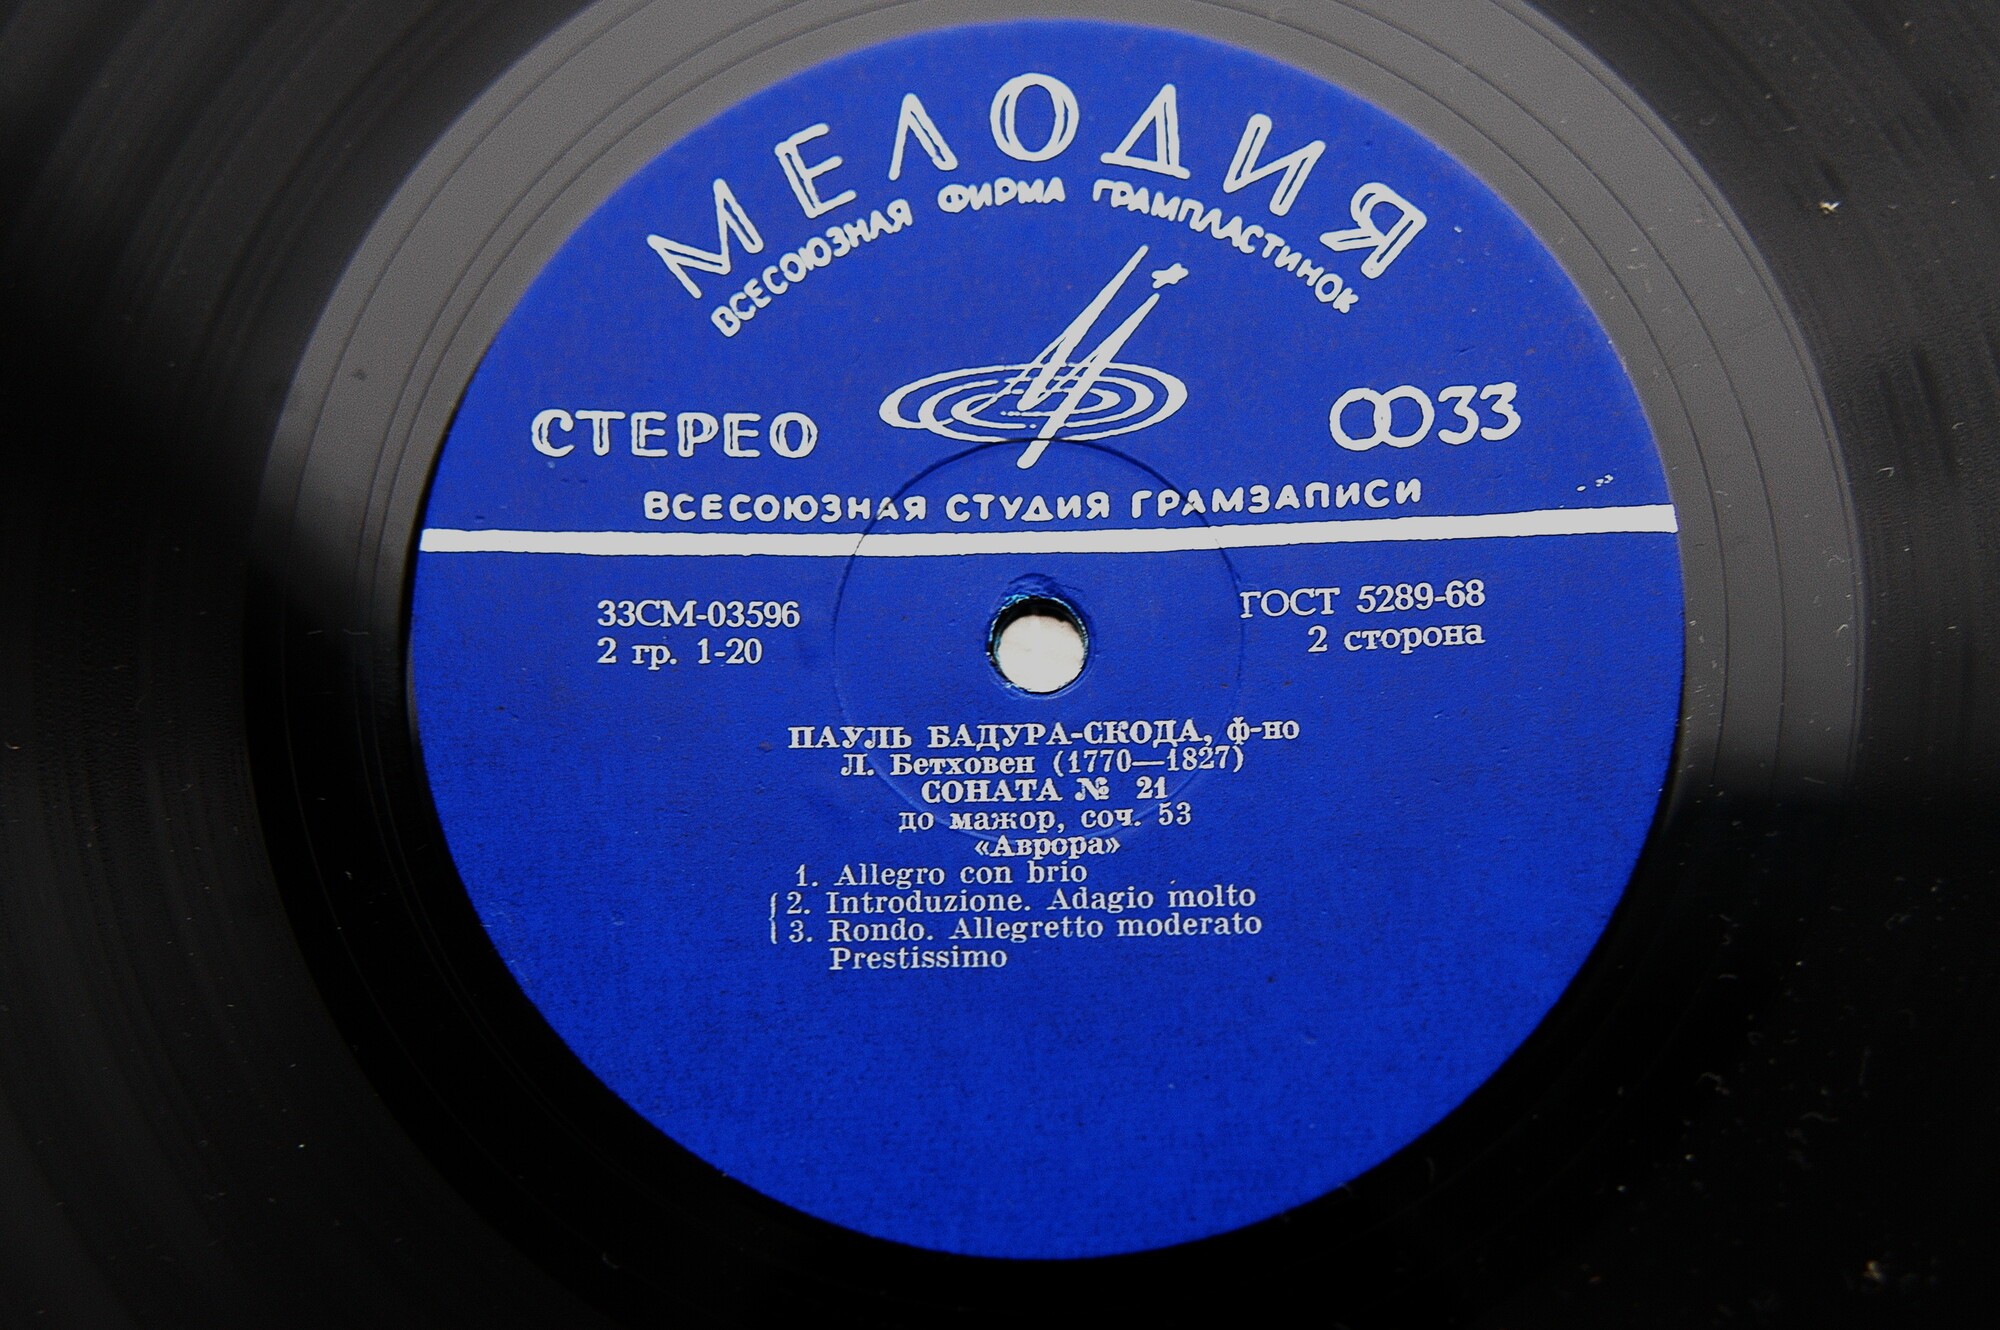 МЕЛОДИЯ
ВСЕСОЮЗНАЯ ФИРМА ГРАМПЛАСТИНОК
СТЕРЕО
33
ВСЕСОЮЗНАЯ СТУДИЯ ГРАМЗАПИСИ
33СМ-03596
2 гр. 1-20
ГОСТ 5289-68
2 сторона
ПАУЛЬ БАДУРА-СКОДА, ф-но
Л. Бетховен (1770—1827)
СОНАТА № 21
до мажор, соч. 53
«Аврора»
1. Allegro con brio
2. Introduzione. Adagio molto
3. Rondo. Allegretto moderato
Prestissimo